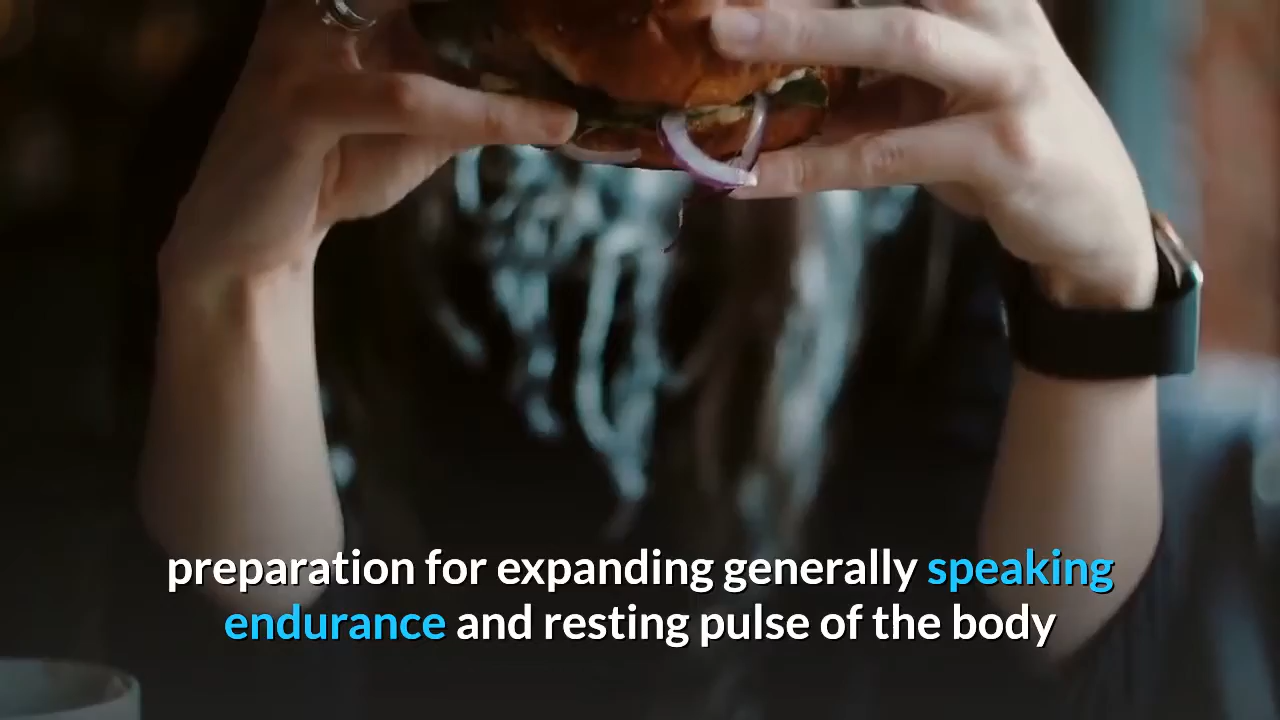 preparation for expanding generally speaking
endurance and resting pulse of the body